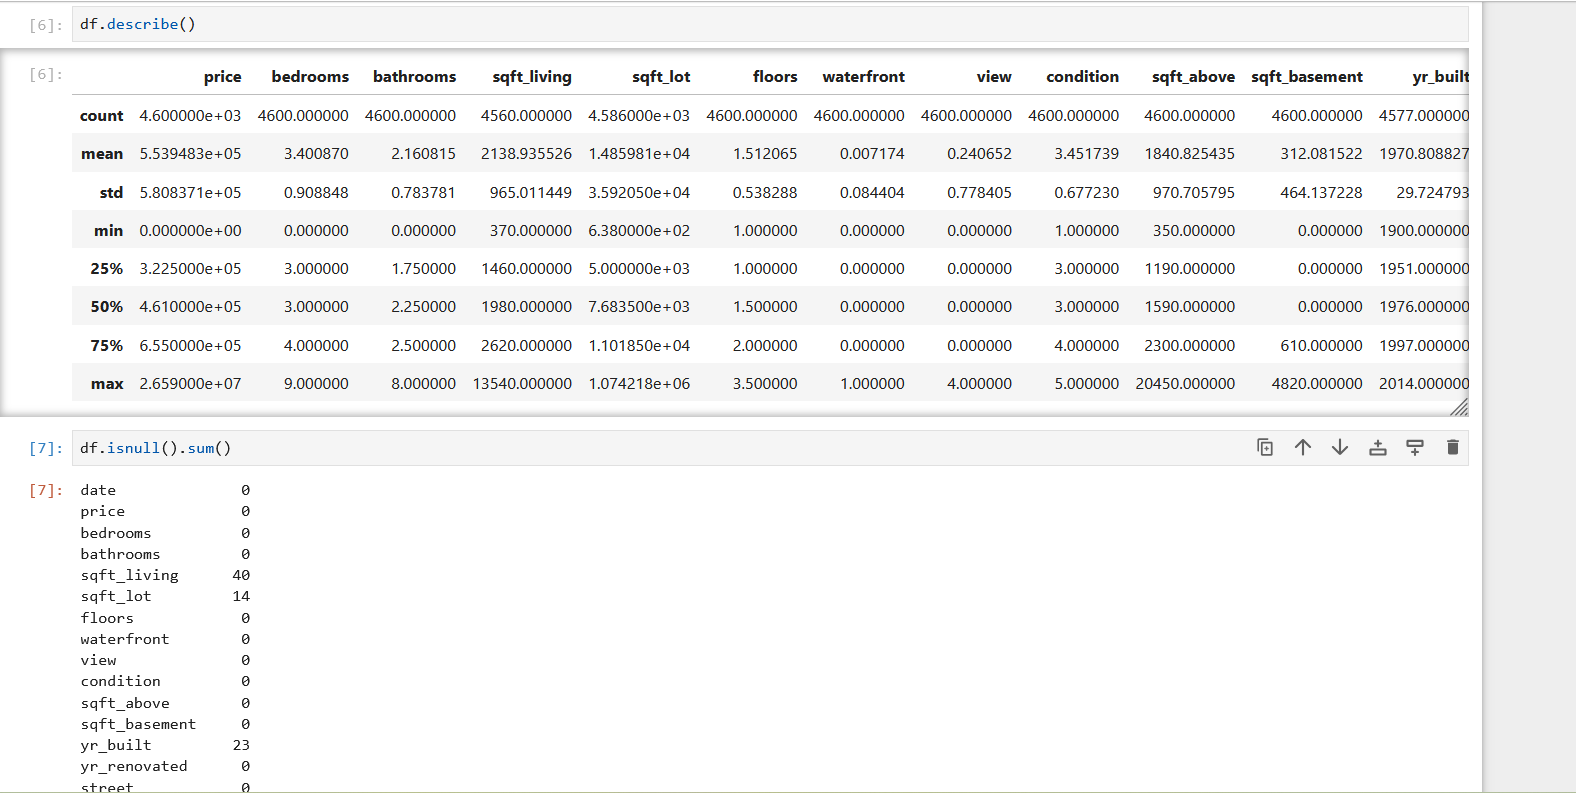 [6]: df.describe()
[6]: price bedrooms bathrooms sqft_living sqft_lot floors waterfront view condition sqft_above sqft_basement yr_built
count 4.600000e+03 4600.000000 4600.000000 4560.000000 4.586000e+03 4600.000000 4600.000000 4600.000000 4600.000000 4600.000000 4600.000000 4577.000000
mean 5.539483e+05 3.400870 2.160815 2138.935526 1.485981e+04 1.512065 0.007174 0.240652 3.451739 1840.825435 312.081522 1970.808827
std 5.808371e+05 0.908848 0.783781 965.011449 3.592050e+04 0.538288 0.084404 0.778405 0.677230 970.705795 464.137228 29.724793
min 0.000000e+00 0.000000 0.000000 370.000000 6.380000e+02 1.000000 0.000000 0.000000 1.000000 350.000000 0.000000 1900.000000
25% 3.225000e+05 3.000000 1.750000 1460.000000 5.000000e+03 1.000000 0.000000 0.000000 3.000000 1190.000000 0.000000 1951.000000
50% 4.610000e+05 3.000000 2.250000 1980.000000 7.683500e+03 1.500000 0.000000 0.000000 3.000000 1590.000000 0.000000 1976.000000
75% 6.550000e+05 4.000000 2.500000 2620.000000 1.101850e+04 2.000000 0.000000 0.000000 4.000000 2300.000000 610.000000 1997.000000
max 2.659000e+07 9.000000 8.000000 13540.000000 1.074218e+06 3.500000 1.000000 4.000000 5.000000 20450.000000 4820.000000 2014.000000
[7]: df.isnull().sum()
[7]: date 0
price 0
bedrooms 0
bathrooms 0
sqft_living 40
sqft_lot 14
floors 0
waterfront 0
view 0
condition 0
sqft_above 0
sqft_basement 0
yr_built 23
yr_renovated 0
street 0